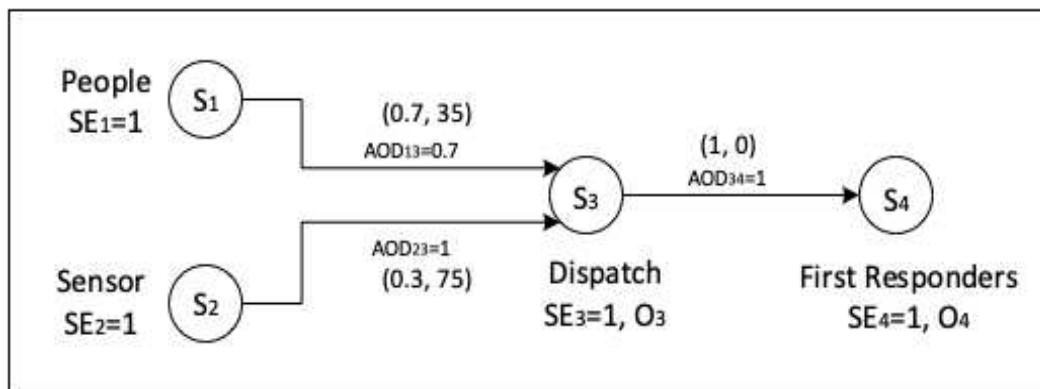 People
SE1=1
S1
(0.7, 35)
AOD13=0.7
(1, 0)
AOD34=1
S3
S4
AOD23=1
(0.3, 75)
Sensor
SE2=1
S2
Dispatch
SE3=1, O3
First Responders
SE4=1, O4